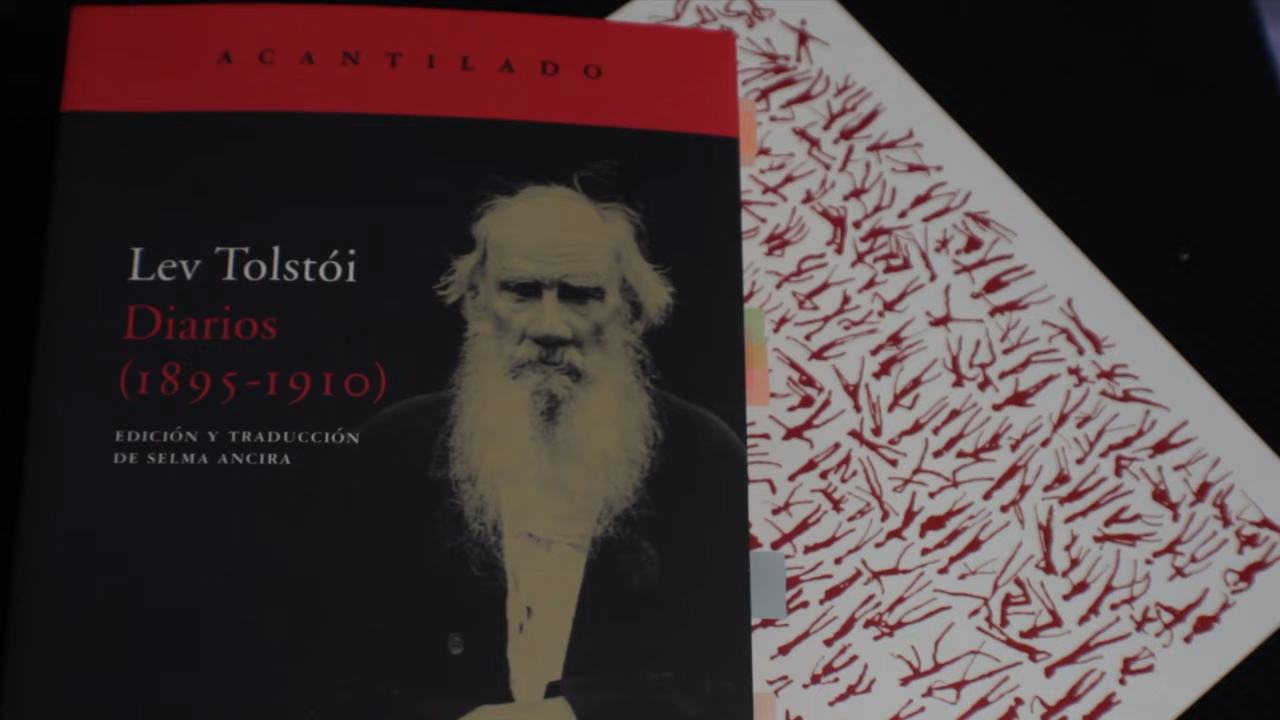 ACANTILADO
Lev Tolstói
Diarios
(1895-1910)
EDICIÓN Y TRADUCCIÓN
DE SELMA ANCIRA